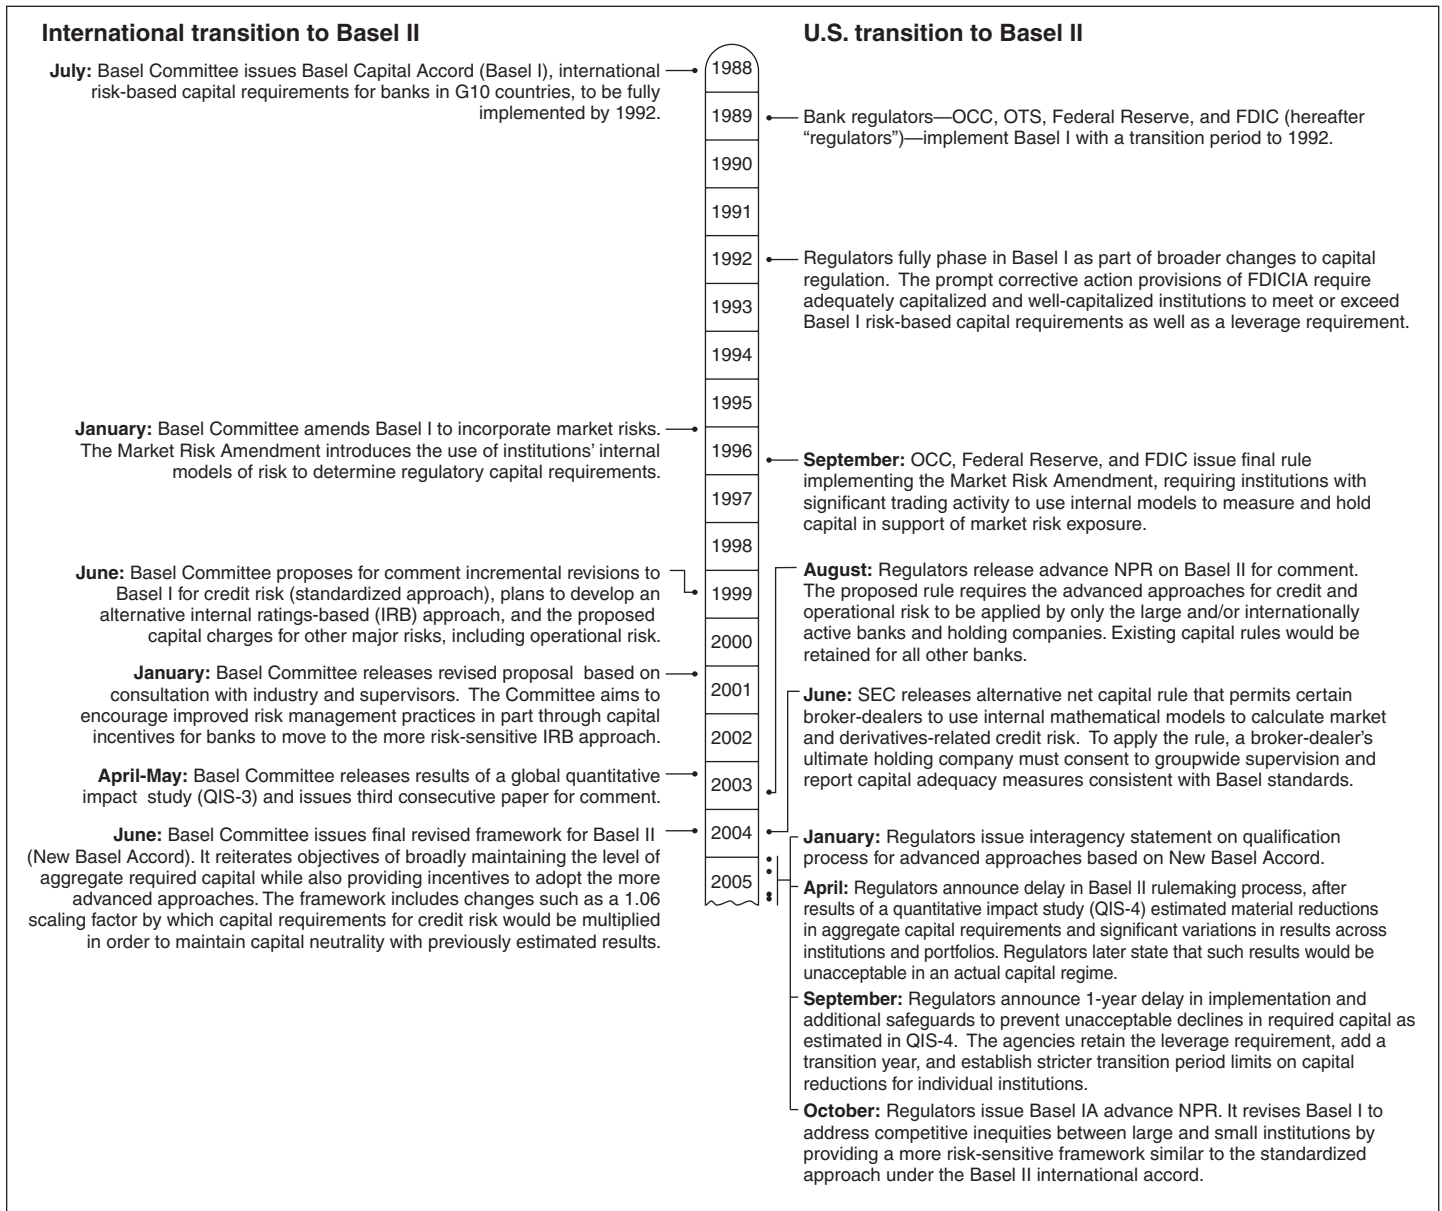 International transition to Basel II
July: Basel Committee issues Basel Capital Accord (Basel I), international
risk-based capital requirements for banks in G10 countries, to be fully
implemented by 1992.
January: Basel Committee amends Basel I to incorporate market risks.
The Market Risk Amendment introduces the use of institutions’ internal
models of risk to determine regulatory capital requirements.
June: Basel Committee proposes for comment incremental revisions to
Basel I for credit risk (standardized approach), plans to develop an
alternative internal ratings-based (IRB) approach, and the proposed
capital charges for other major risks, including operational risk.
January: Basel Committee releases revised proposal based on
consultation with industry and supervisors. The Committee aims to
encourage improved risk management practices in part through capital
incentives for banks to move to the more risk-sensitive IRB approach.
April-May: Basel Committee releases results of a global quantitative
impact study (QIS-3) and issues third consecutive paper for comment.
June: Basel Committee issues final revised framework for Basel II
(New Basel Accord). It reiterates objectives of broadly maintaining the level of
aggregate required capital while also providing incentives to adopt the more
advanced approaches. The framework includes changes such as a 1.06
scaling factor by which capital requirements for credit risk would be multiplied
in order to maintain capital neutrality with previously estimated results.
1988
1989
1990
1991
1992
1993
1994
1995
1996
1997
1998
1999
2000
2001
2002
2003
2004
2005
U.S. transition to Basel II
Bank regulators—OCC, OTS, Federal Reserve, and FDIC (hereafter
“regulators”)—implement Basel I with a transition period to 1992.
Regulators fully phase in Basel I as part of broader changes to capital
regulation. The prompt corrective action provisions of FDICIA require
adequately capitalized and well-capitalized institutions to meet or exceed
Basel I risk-based capital requirements as well as a leverage requirement.
September: OCC, Federal Reserve, and FDIC issue final rule
implementing the Market Risk Amendment, requiring institutions with
significant trading activity to use internal models to measure and hold
capital in support of market risk exposure.
August: Regulators release advance NPR on Basel II for comment.
The proposed rule requires the advanced approaches for credit and
operational risk to be applied by only the large and/or internationally
active banks and holding companies. Existing capital rules would be
retained for all other banks.
June: SEC releases alternative net capital rule that permits certain
broker-dealers to use internal mathematical models to calculate market
and derivatives-related credit risk. To apply the rule, a broker-dealer’s
ultimate holding company must consent to groupwide supervision and
report capital adequacy measures consistent with Basel standards.
January: Regulators issue interagency statement on qualification
process for advanced approaches based on New Basel Accord.
April: Regulators announce delay in Basel II rulemaking process, after
results of a quantitative impact study (QIS-4) estimated material reductions
in aggregate capital requirements and significant variations in results across
institutions and portfolios. Regulators later state that such results would be
unacceptable in an actual capital regime.
September: Regulators announce 1-year delay in implementation and
additional safeguards to prevent unacceptable declines in required capital as
estimated in QIS-4. The agencies retain the leverage requirement, add a
transition year, and establish stricter transition period limits on capital
reductions for individual institutions.
October: Regulators issue Basel IA advance NPR. It revises Basel I to
address competitive inequities between large and small institutions by
providing a more risk-sensitive framework similar to the standardized
approach under the Basel II international accord.